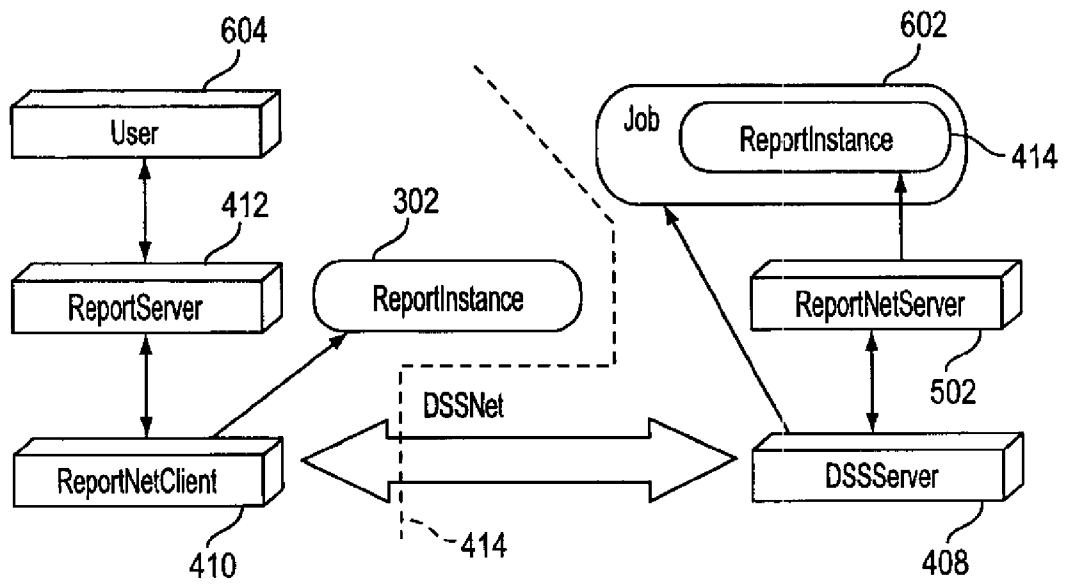 604
User
412
ReportServer
302
ReportInstance
ReportNetClient
410
DSSNet
414
602
Job
ReportInstance
414
ReportNetServer
502
DSSServer
408